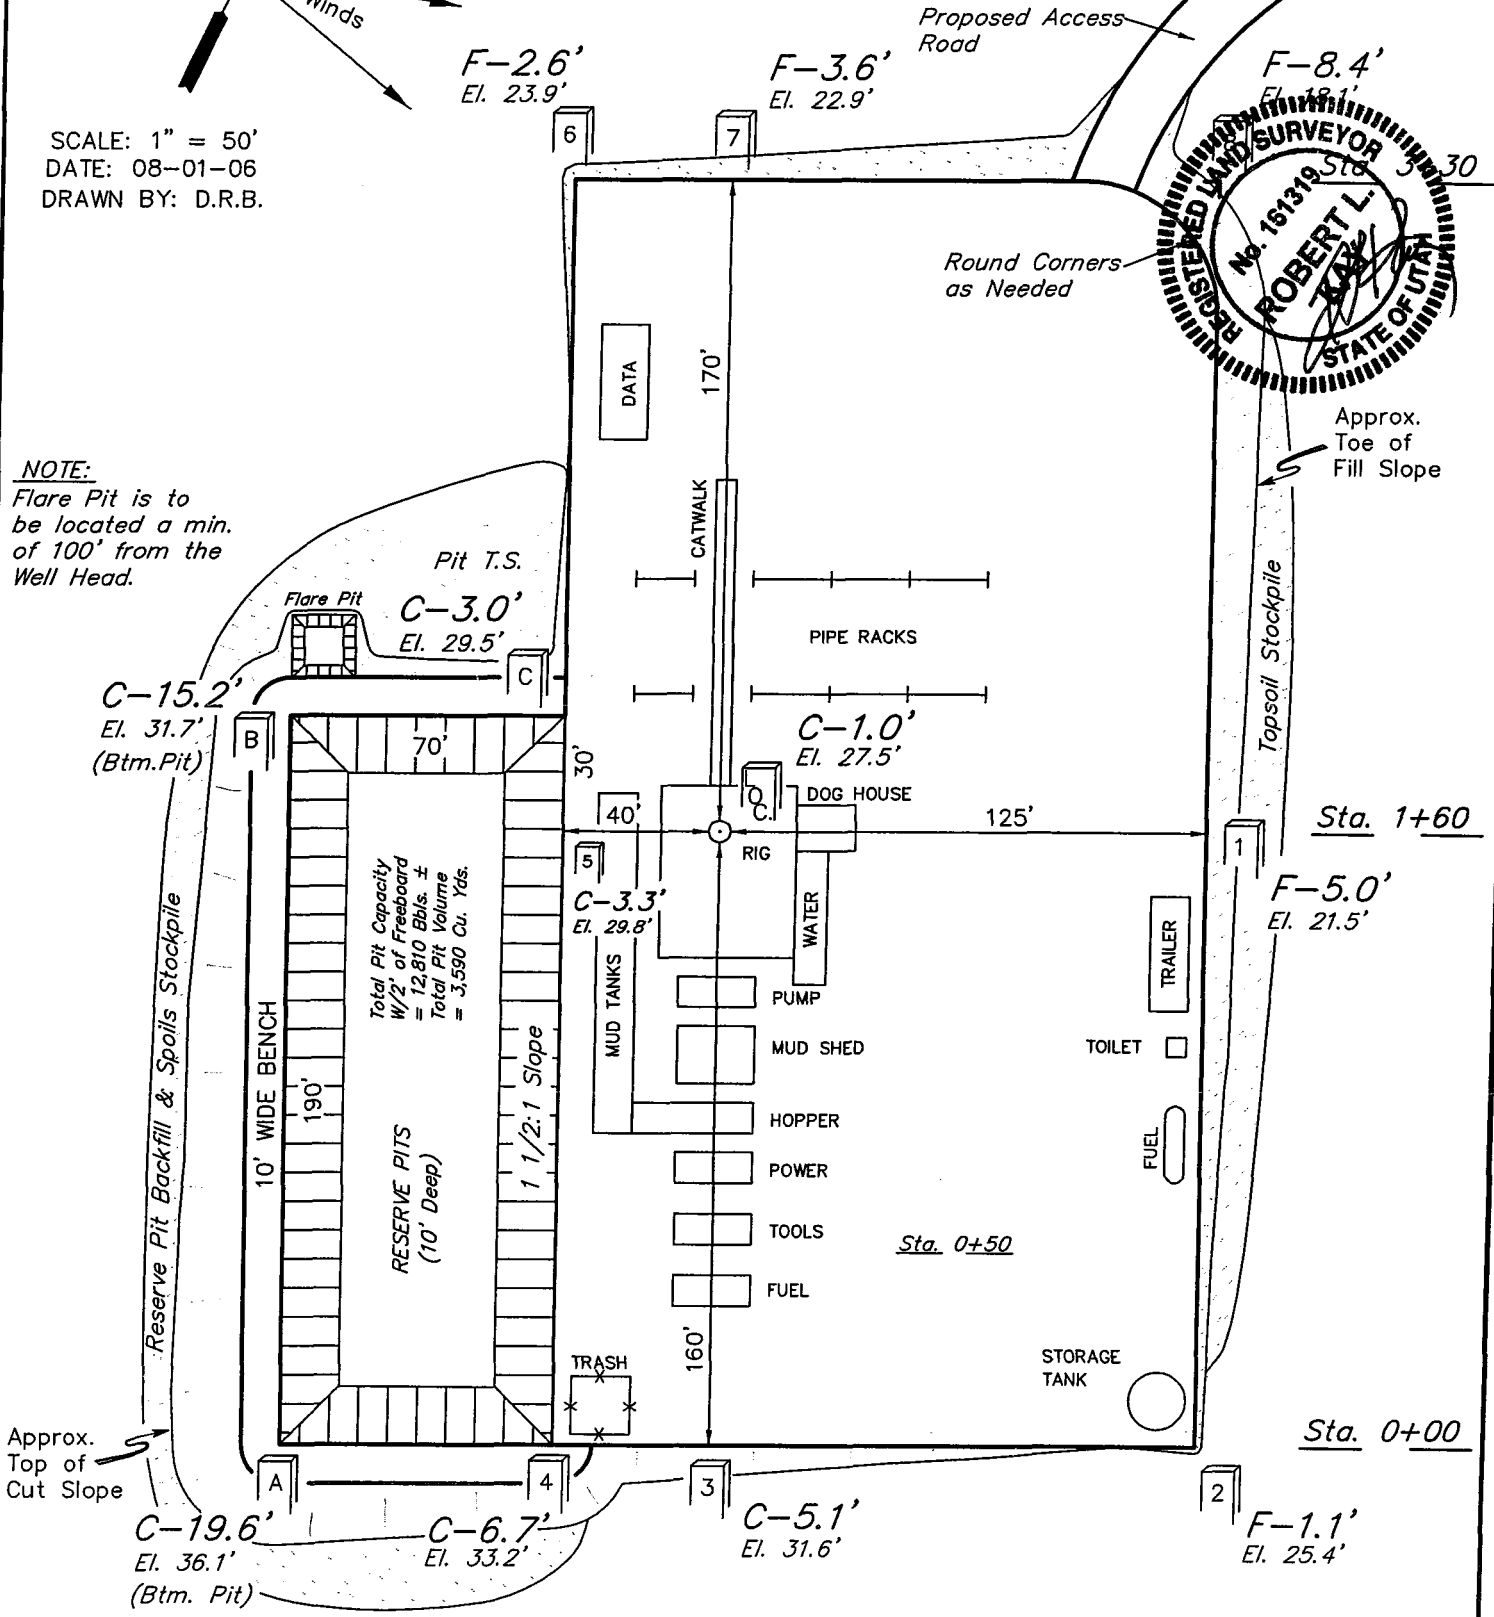 Winds
Proposed Access
Road
F-2.6'
El. 23.9'
F-3.6'
El. 22.9'
F-8.4'
El. 18.1'
6
7
SCALE: 1" = 50'
DATE: 08-01-06
DRAWN BY: D.R.B.
REGISTERED LAND SURVEYOR
No. 161319
ROBERT L.
KAY
STATE OF UTAH
Sta. 3+30
Round Corners
as Needed
DATA
170'
Approx.
Toe of
Fill Slope
NOTE:
Flare Pit is to
be located a min.
of 100' from the
Well Head.
CATWALK
Pit T.S.
Flare Pit
C-3.0'
El. 29.5'
PIPE RACKS
Topsoil Stockpile
C
C-15.2'
El. 31.7'
(Btm.Pit)
B
70'
30'
C-1.0'
El. 27.5'
O
C.
DOG HOUSE
40'
RIG
125'
Sta. 1+60
5
1
C-3.3'
El. 29.8'
F-5.0'
El. 21.5'
Total Pit Capacity
W/2' of Freeboard
= 12,810 Bbls. ±
Total Pit Volume
= 3,590 Cu. Yds.
WATER
TRAILER
Reserve Pit Backfill & Spoils Stockpile
10' WIDE BENCH
190'
MUD TANKS
1 1/2:1 Slope
PUMP
MUD SHED
TOILET
HOPPER
FUEL
RESERVE PITS
(10' Deep)
POWER
TOOLS
Sta. 0+50
FUEL
160'
TRASH
STORAGE
TANK
Approx.
Top of
Cut Slope
Sta. 0+00
A
4
3
2
C-19.6'
El. 36.1'
(Btm. Pit)
C-6.7'
El. 33.2'
C-5.1'
El. 31.6'
F-1.1'
El. 25.4'